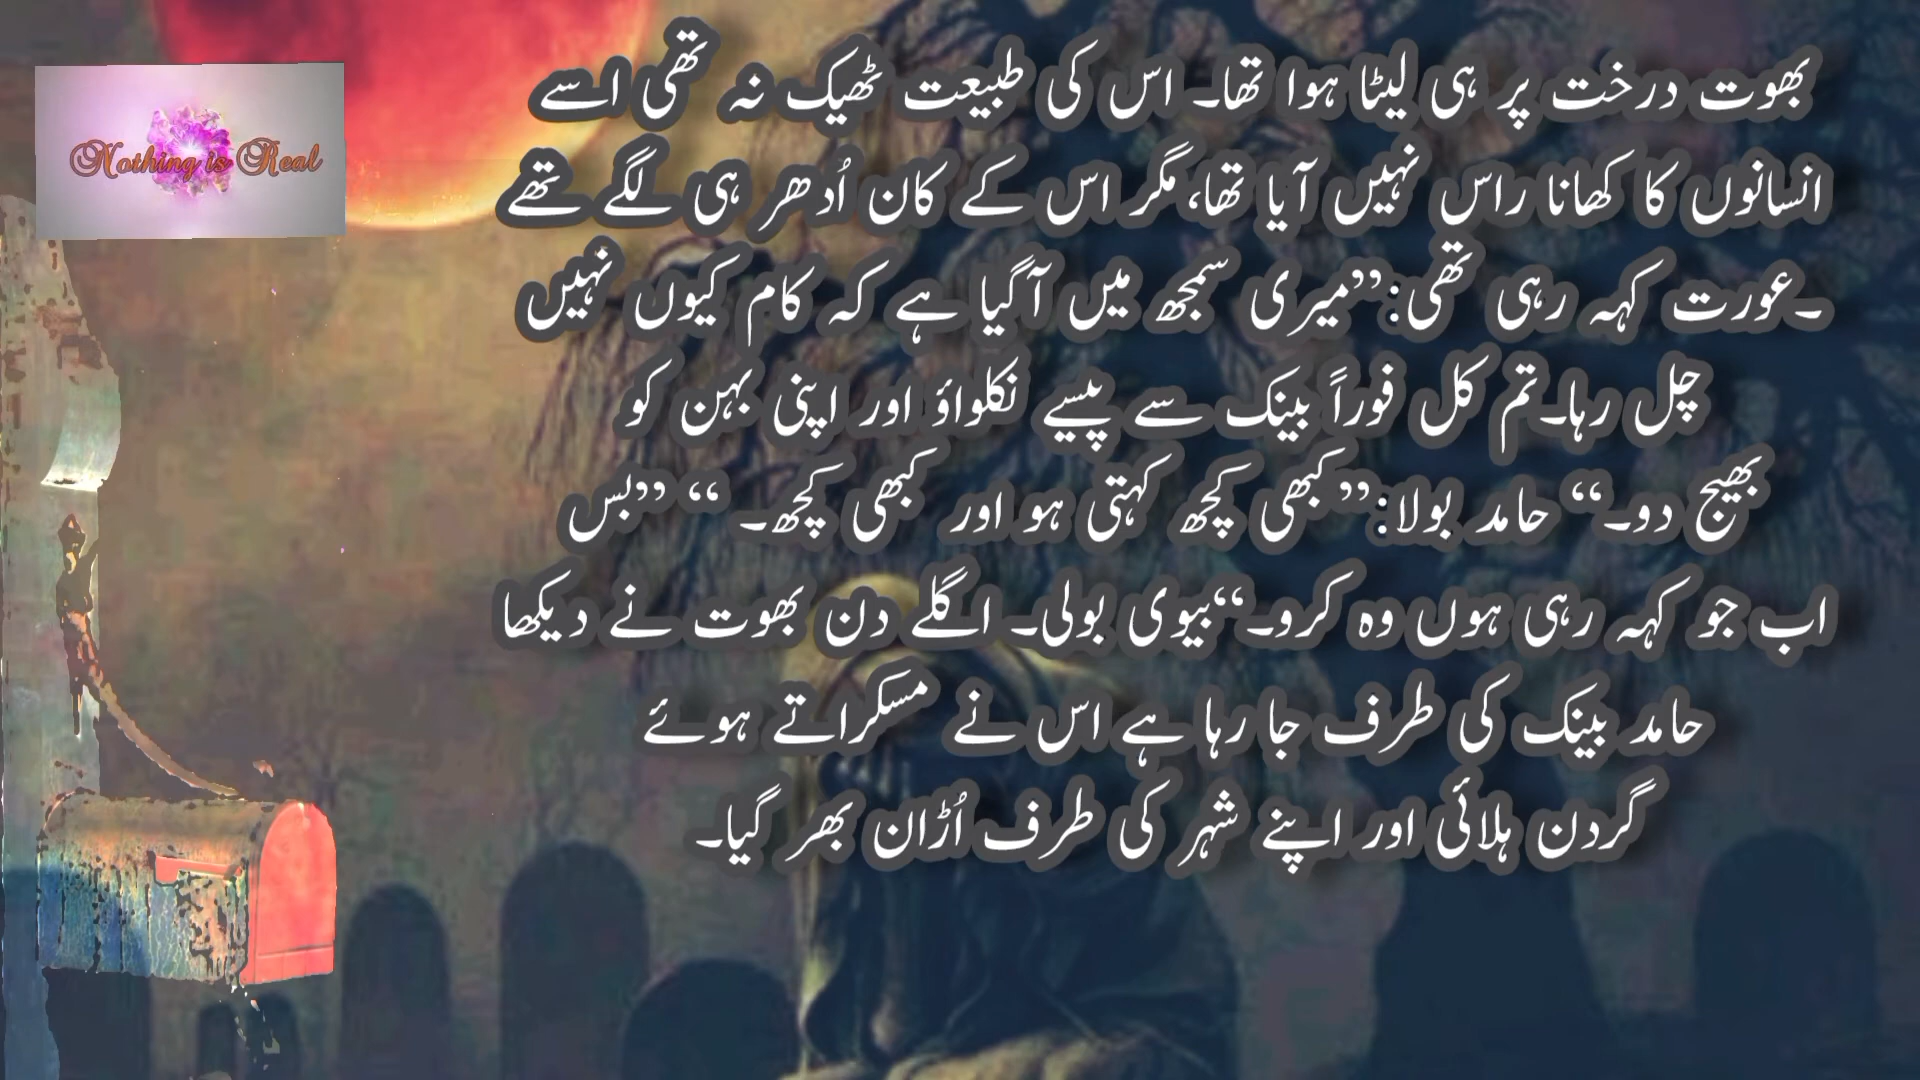 Nothing is Real
بھوت درخت پر ہی لیٹا ہوا تھا۔ اس کی طبیعت ٹھیک نہ تھی اسے
انسانوں کا کھانا راس نہیں آیا تھا،مگر اس کے کان اُدھر ہی لگے تھے
۔عورت کہہ رہی تھی:”میری سمجھ میں آگیا ہے کہ کام کیوں نہیں
چل رہا۔تم کل فوراً بینک سے پیسے نکلواؤ اور اپنی بہن کو
بھیج دو۔“ حامد بولا:”کبھی کچھ کہتی ہو اور کبھی کچھ۔ “ ”بس
اب جو کہہ رہی ہوں وہ کرو۔“بیوی بولی۔ اگلے دن بھوت نے دیکھا
حامد بینک کی طرف جا رہا ہے اس نے مسکراتے ہوئے
گردن ہلائی اور اپنے شہر کی طرف اُڑان بھر گیا۔